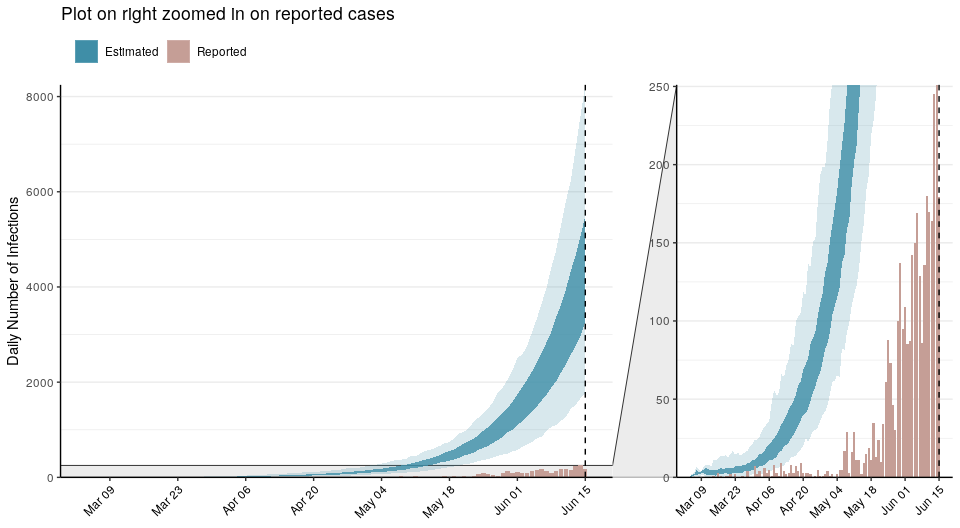 Plot on right zoomed in on reported cases
Estimated
Reported
Daily Number of Infections
8000
6000
4000
2000
0
Mar 09
Mar 23
Apr 06
Apr 20
May 04
May 18
Jun 01
Jun 15
250
200
150
100
50
0
Mar 09
Mar 23
Apr 06
Apr 20
May 04
May 18
Jun 01
Jun 15